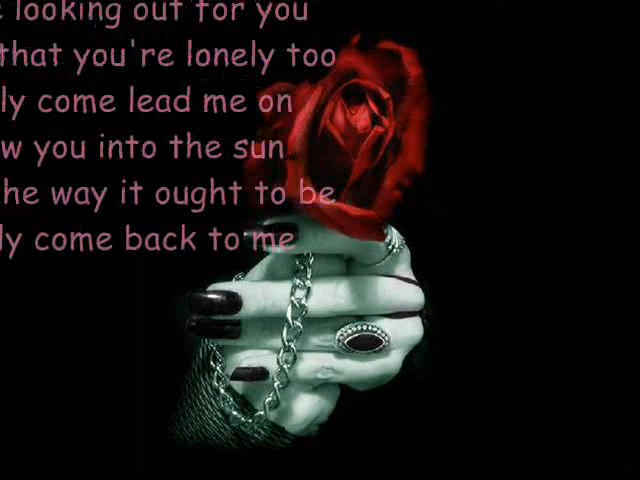 looking out for you
that you're lonely too
ly come lead me on
w you into the sun
he way it ought to be
ly come back to me